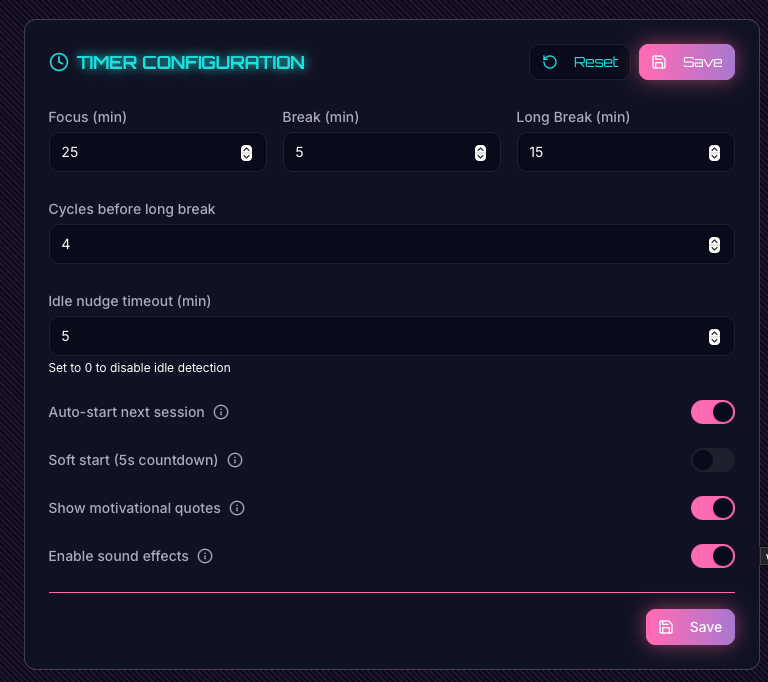 TIMER CONFIGURATION
Reset
Save
Focus (min)
Break (min)
Long Break (min)
25
5
15
Cycles before long break
4
Idle nudge timeout (min)
5
Set to 0 to disable idle detection
Auto-start next session
Soft start (5s countdown)
Show motivational quotes
Enable sound effects
Save